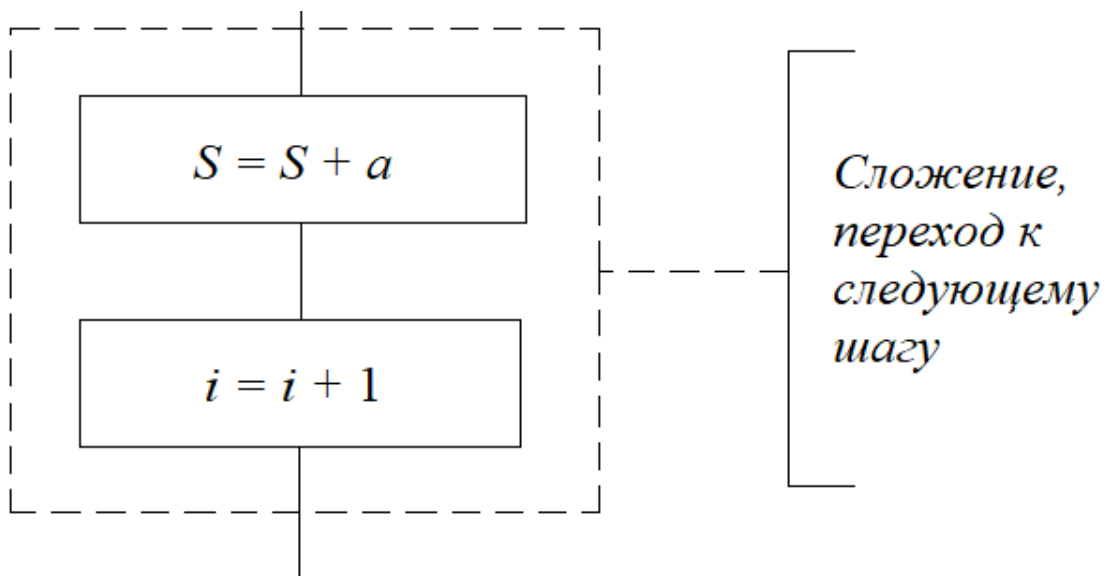 S = S + a
i = i + 1
Сложение,
переход к
следующему
шагу